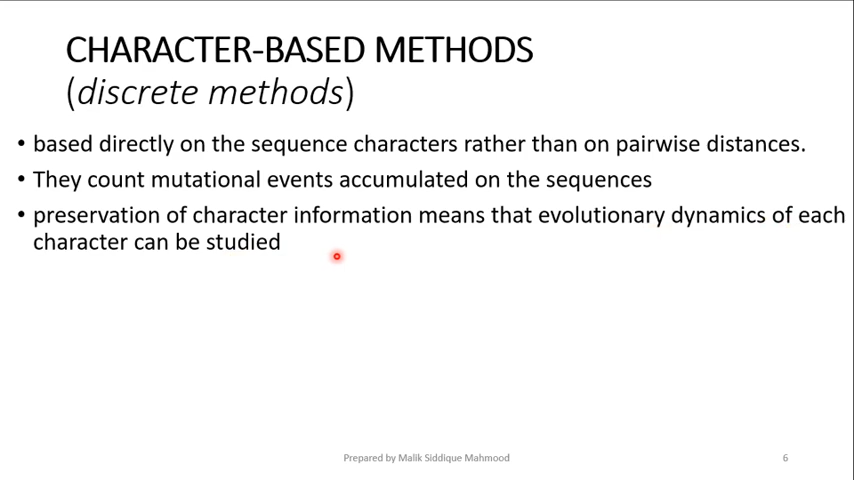 CHARACTER-BASED METHODS
(discrete methods)
• based directly on the sequence characters rather than on pairwise distances.
• They count mutational events accumulated on the sequences
• preservation of character information means that evolutionary dynamics of each
character can be studied
Prepared by Malik Siddique Mahmood
6